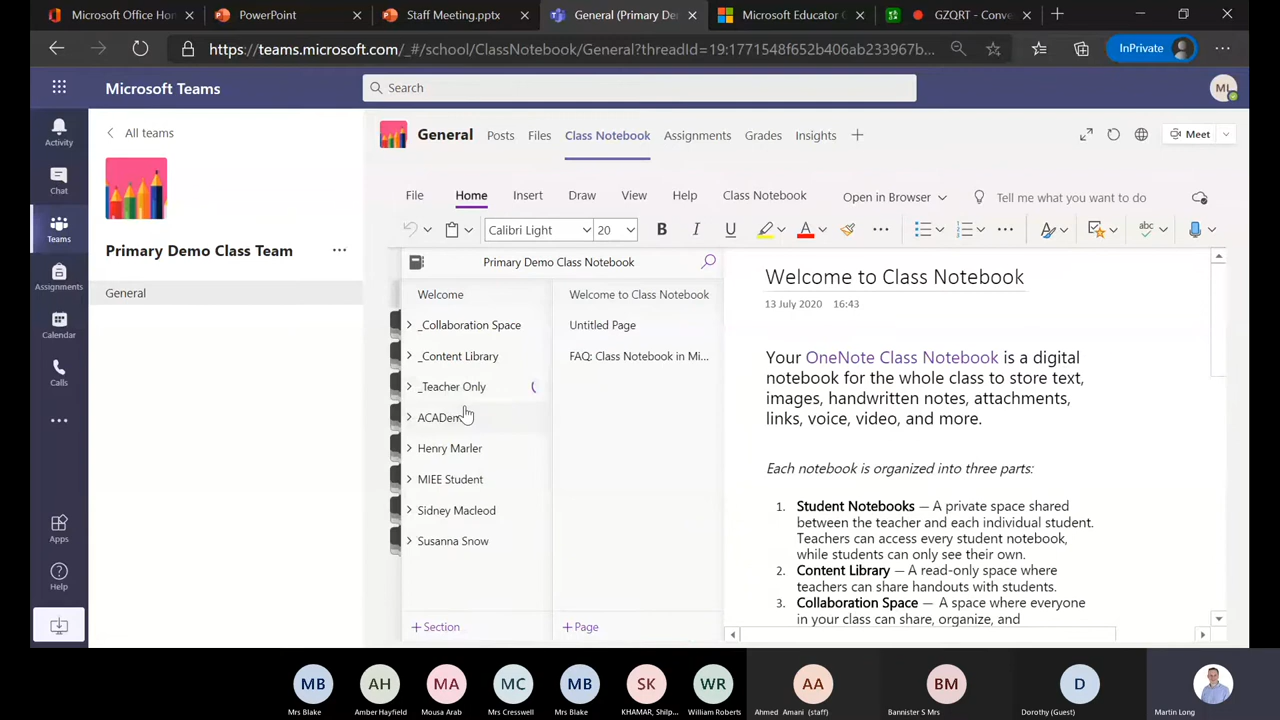 Microsoft Office Ho
PowerPoint
Staff Meeting.pptx
General (Primary De
Microsoft Educator C
GZQRT - Conve
https://teams.microsoft.com/_#/school/ClassNotebook/General?threadId=19:1771548f652b406ab233967b...
InPrivate
Microsoft Teams
Search
ML
Activity
Chat
Teams
Assignments
Calendar
Calls
Apps
Help
All teams
Primary Demo Class Team
General
General
Posts
Files
Class Notebook
Assignments
Grades
Insights
Meet
File
Home
Insert
Draw
View
Help
Class Notebook
Open in Browser
Tell me what you want to do
Calibri Light
20
B
I
U
A
abc
Primary Demo Class Notebook
Welcome
_Collaboration Space
_Content Library
_Teacher Only
Henry Marler
MIEE Student
Sidney Macleod
Susanna Snow
+ Section
Welcome to Class Notebook
Untitled Page
FAQ: Class Notebook in Mi...
+ Page
Welcome to Class Notebook
13 July 2020 16:43
Your OneNote Class Notebook is a digital
notebook for the whole class to store text,
images, handwritten notes, attachments,
links, voice, video, and more.
Each notebook is organized into three parts:
1. Student Notebooks — A private space shared
between the teacher and each individual student.
Teachers can access every student notebook,
while students can only see their own.
2. Content Library — A read-only space where
teachers can share handouts with students.
3. Collaboration Space — A space where everyone
in your class can share, organize, and
MB
Mrs Blake
AH
Amber Hayfield
MA
Mousa Arab
MC
Mrs Cresswell
MB
Mrs Blake
SK
KHAMAR, Shilp...
WR
William Roberts
AA
Ahmed Amani (staff)
BM
Bannister S Mrs
D
Dorothy (Guest)
Martin Long